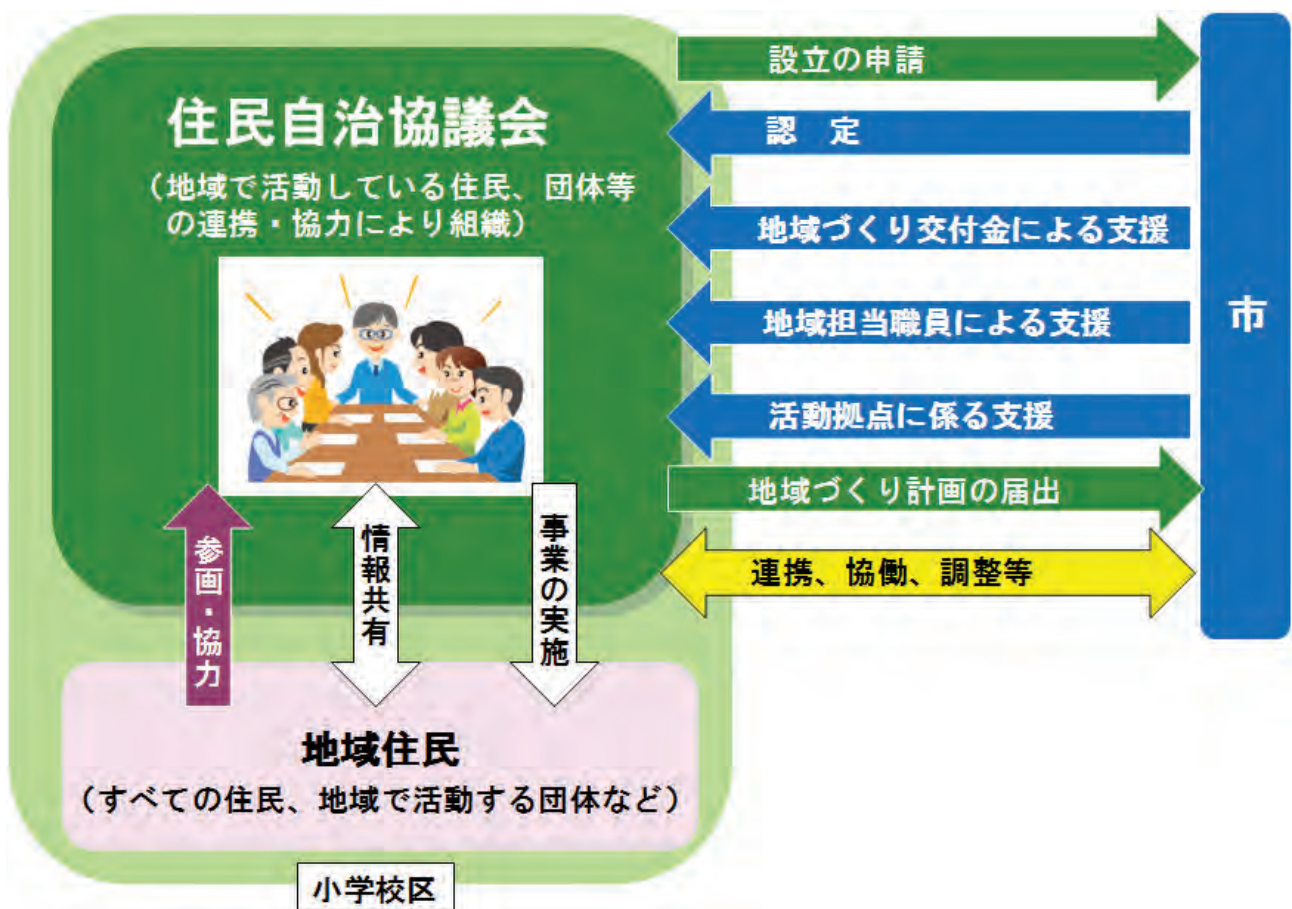 住民自治協議会
（地域で活動している住民、団体等
の連携・協力により組織）
設立の申請
認　定
地域づくり交付金による支援
地域担当職員による支援
活動拠点に係る支援
地域づくり計画の届出
連携、協働、調整等
市
参画・協力
情報共有
事業の実施
地域住民
（すべての住民、地域で活動する団体など）
小学校区